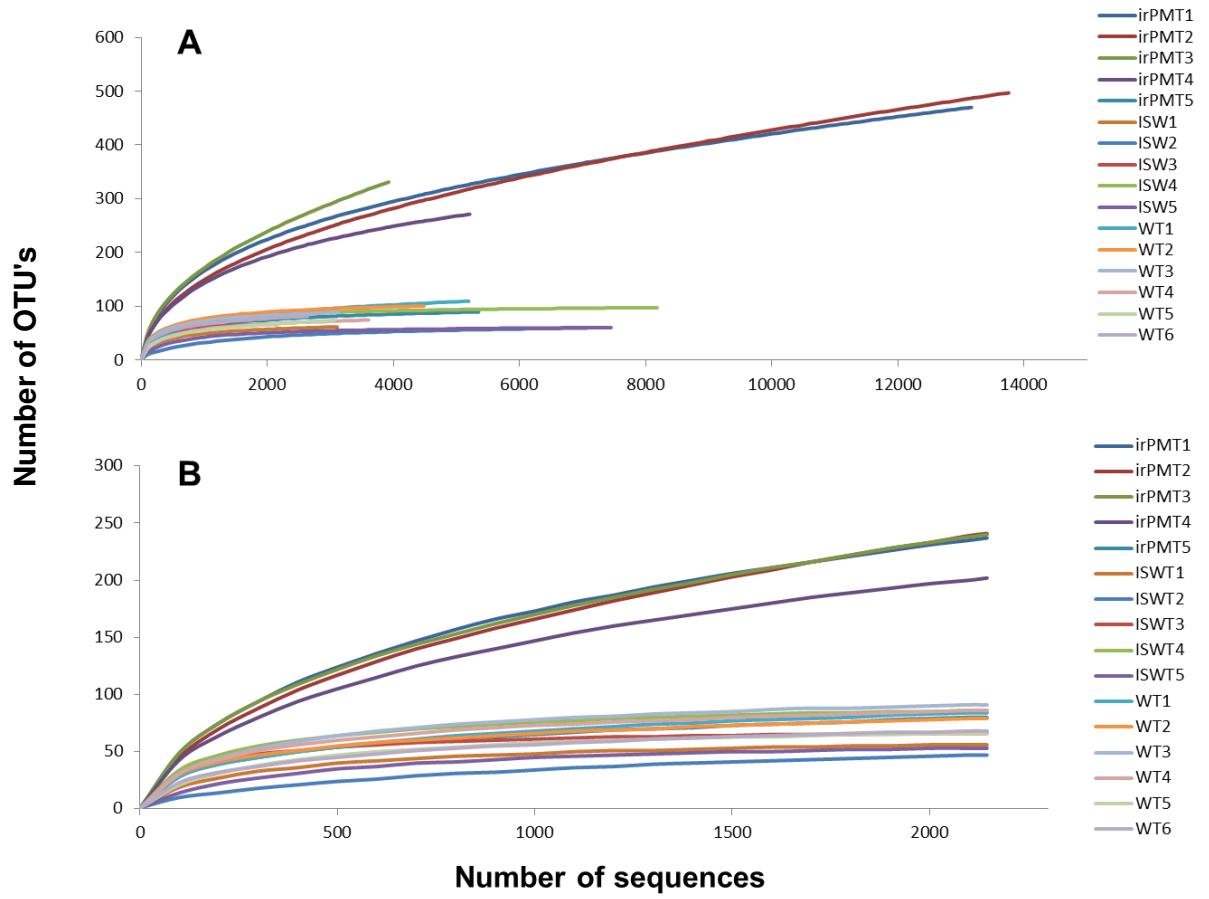 Number of OTU's
A
600
500
400
300
200
100
0
0 2000 4000 6000 8000 10000 12000 14000
irPMT1
irPMT2
irPMT3
irPMT4
irPMT5
ISW1
ISW2
ISW3
ISW4
ISW5
WT1
WT2
WT3
WT4
WT5
WT6
B
300
250
200
150
100
50
0
0 500 1000 1500 2000
irPMT1
irPMT2
irPMT3
irPMT4
irPMT5
ISWT1
ISWT2
ISWT3
ISWT4
ISWT5
WT1
WT2
WT3
WT4
WT5
WT6
Number of sequences